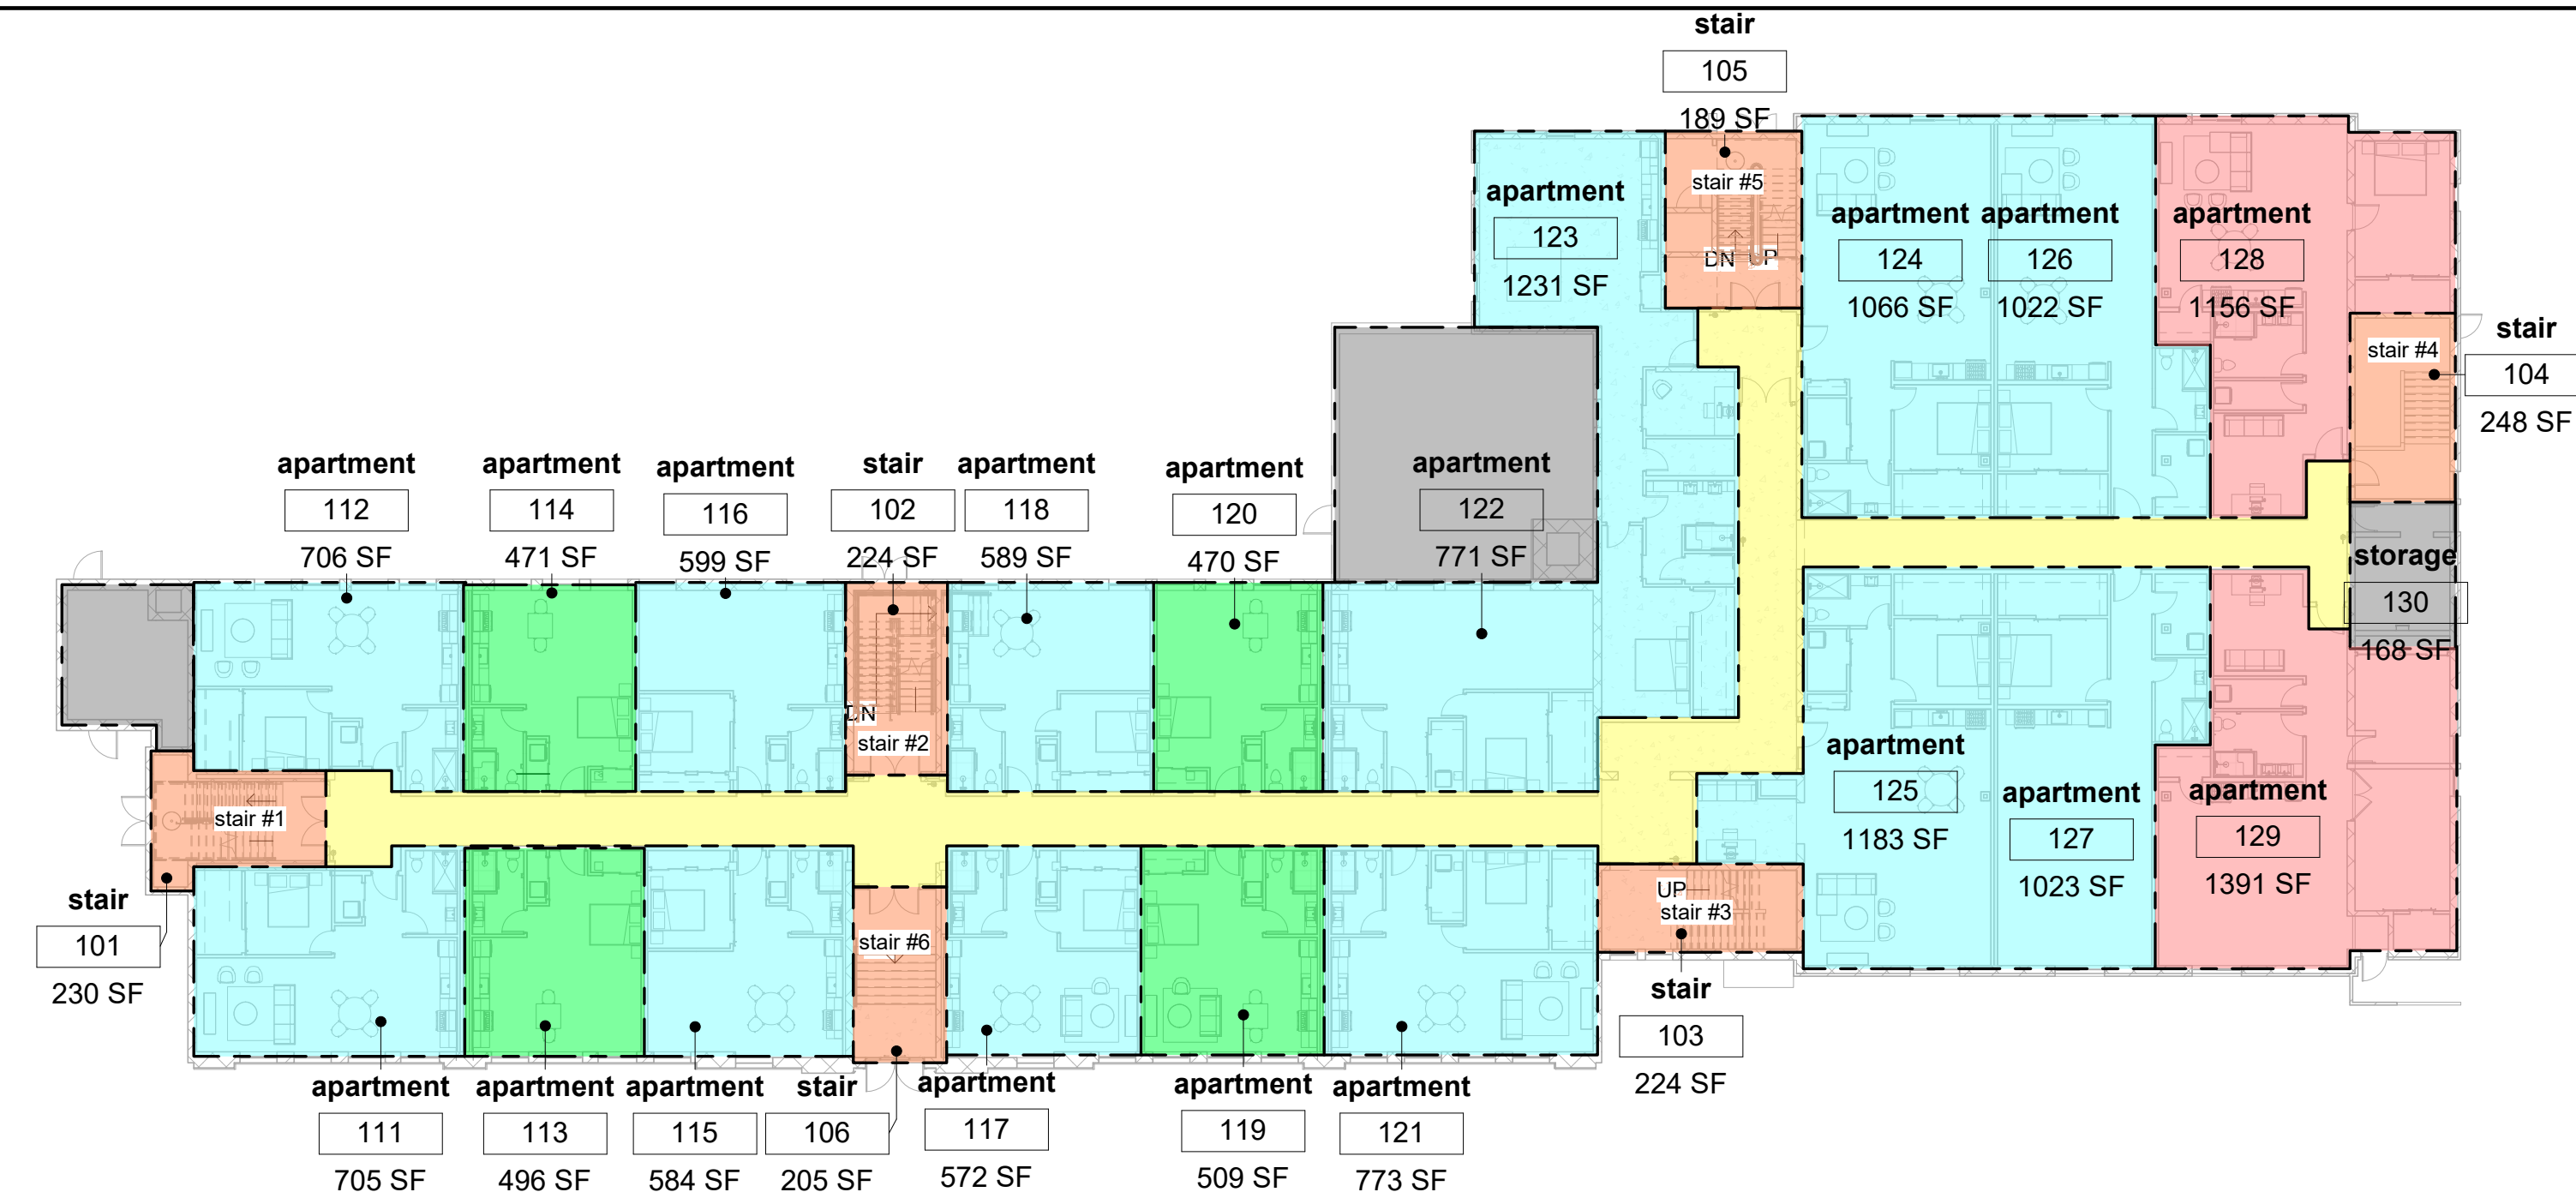 stair
105
189 SF
stair #5
DN UP
apartment
123
1231 SF
apartment
124
1066 SF
apartment
126
1022 SF
apartment
128
1156 SF
stair
stair #4
104
248 SF
apartment
112
706 SF
apartment
114
471 SF
apartment
116
599 SF
stair
102
224 SF
apartment
118
589 SF
apartment
120
470 SF
apartment
122
771 SF
storage
130
168 SF
DN
stair #2
stair #1
stair
101
230 SF
stair #6
UP
stair #3
stair
103
224 SF
apartment
125
1183 SF
apartment
127
1023 SF
apartment
129
1391 SF
apartment
111
705 SF
apartment
113
496 SF
apartment
115
584 SF
stair
106
205 SF
apartment
117
572 SF
apartment
119
509 SF
apartment
121
773 SF